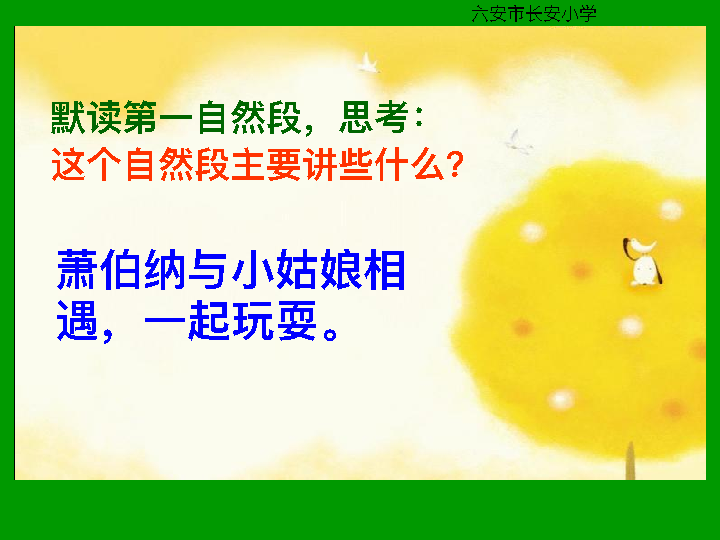 六安市长安小学
默读第一自然段，思考：
这个自然段主要讲些什么？
萧伯纳与小姑娘相
遇，一起玩耍。